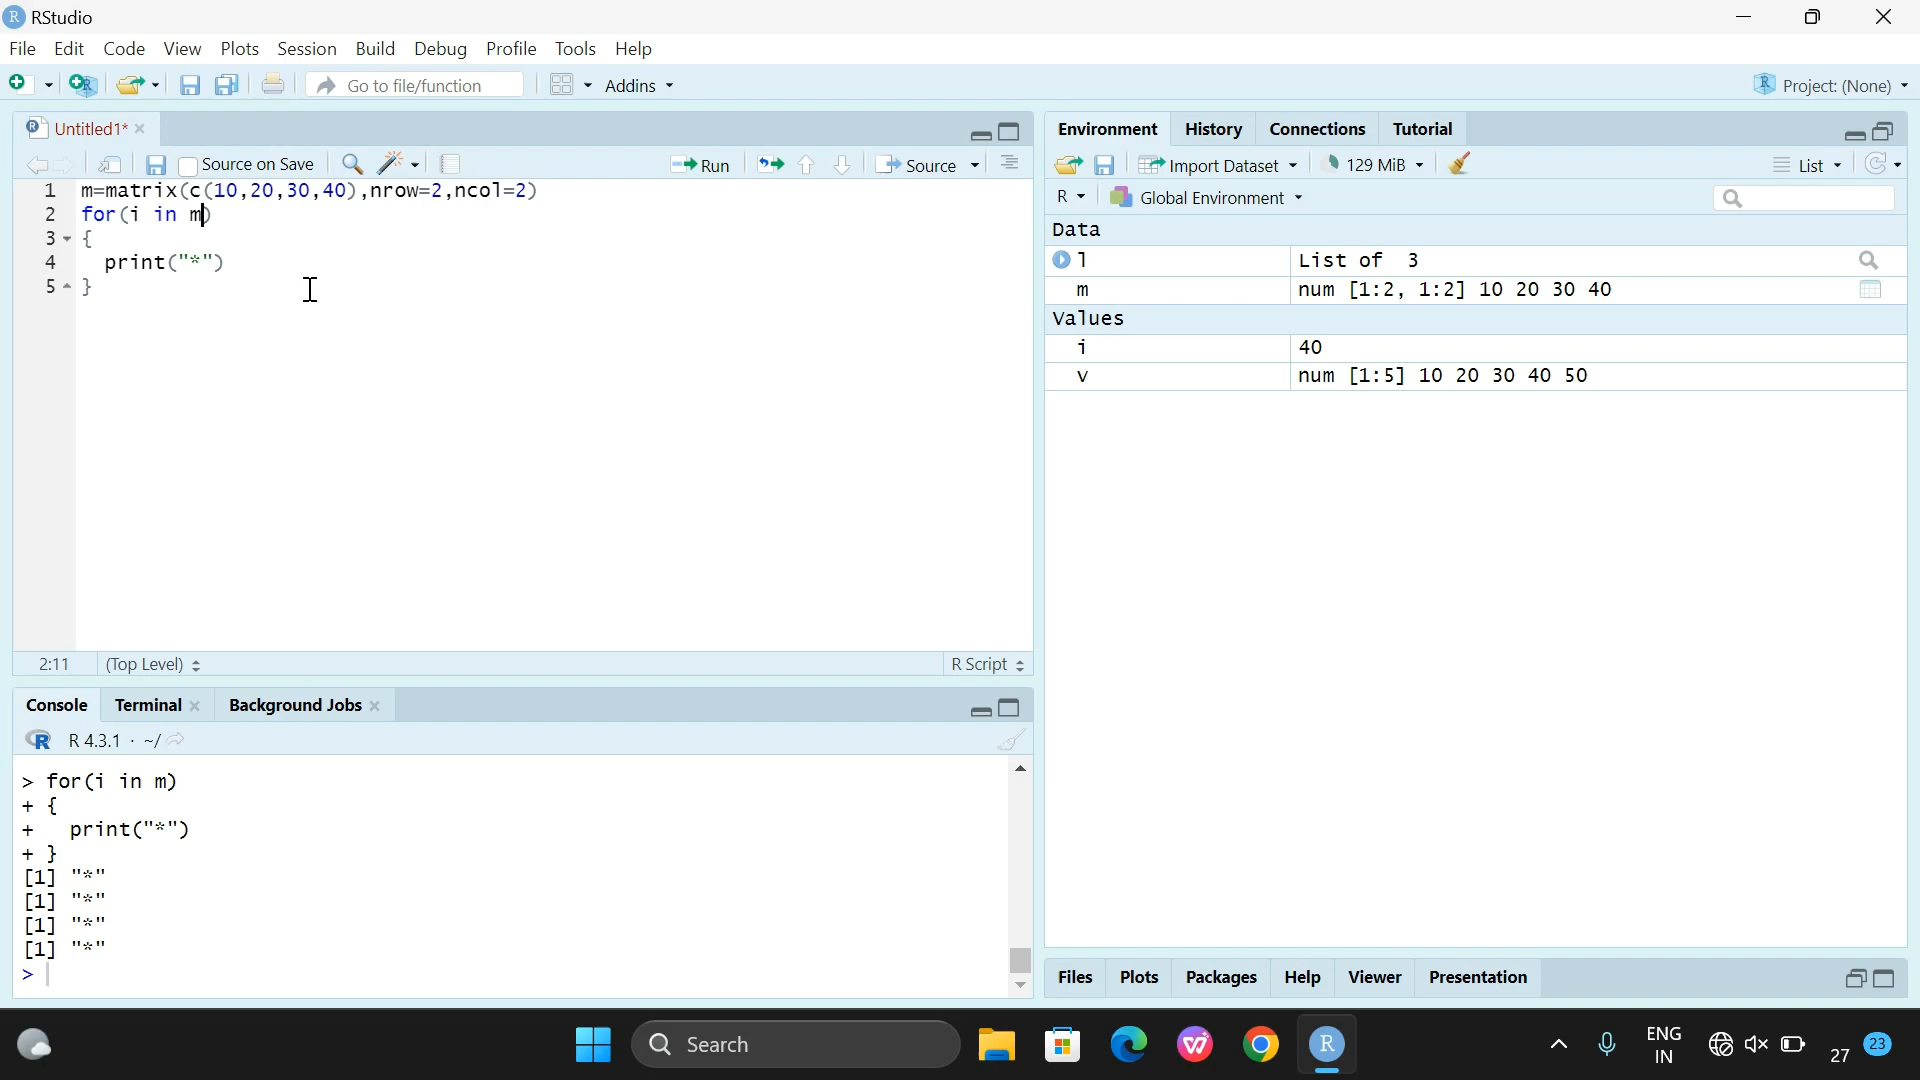 RStudio
File Edit Code View Plots Session Build Debug Profile Tools Help
Go to file/function Addins Project: (None)
Untitled1*
Source on Save Run Source
1 m=matrix(c(10,20,30,40),nrow=2,ncol=2)
2 for(i in m)
3 {
4 print("*")
5 }
2:11 (Top Level) R Script
Console Terminal Background Jobs
R 4.3.1 · ~/
> for(i in m)
+ {
+ print("*")
+ }
[1] "*"
[1] "*"
[1] "*"
[1] "*"
>
Environment History Connections Tutorial
Import Dataset 129 MiB List
R Global Environment
Data
l List of 3
m num [1:2, 1:2] 10 20 30 40
Values
i 40
v num [1:5] 10 20 30 40 50
Files Plots Packages Help Viewer Presentation
Search
ENG
IN
27
23